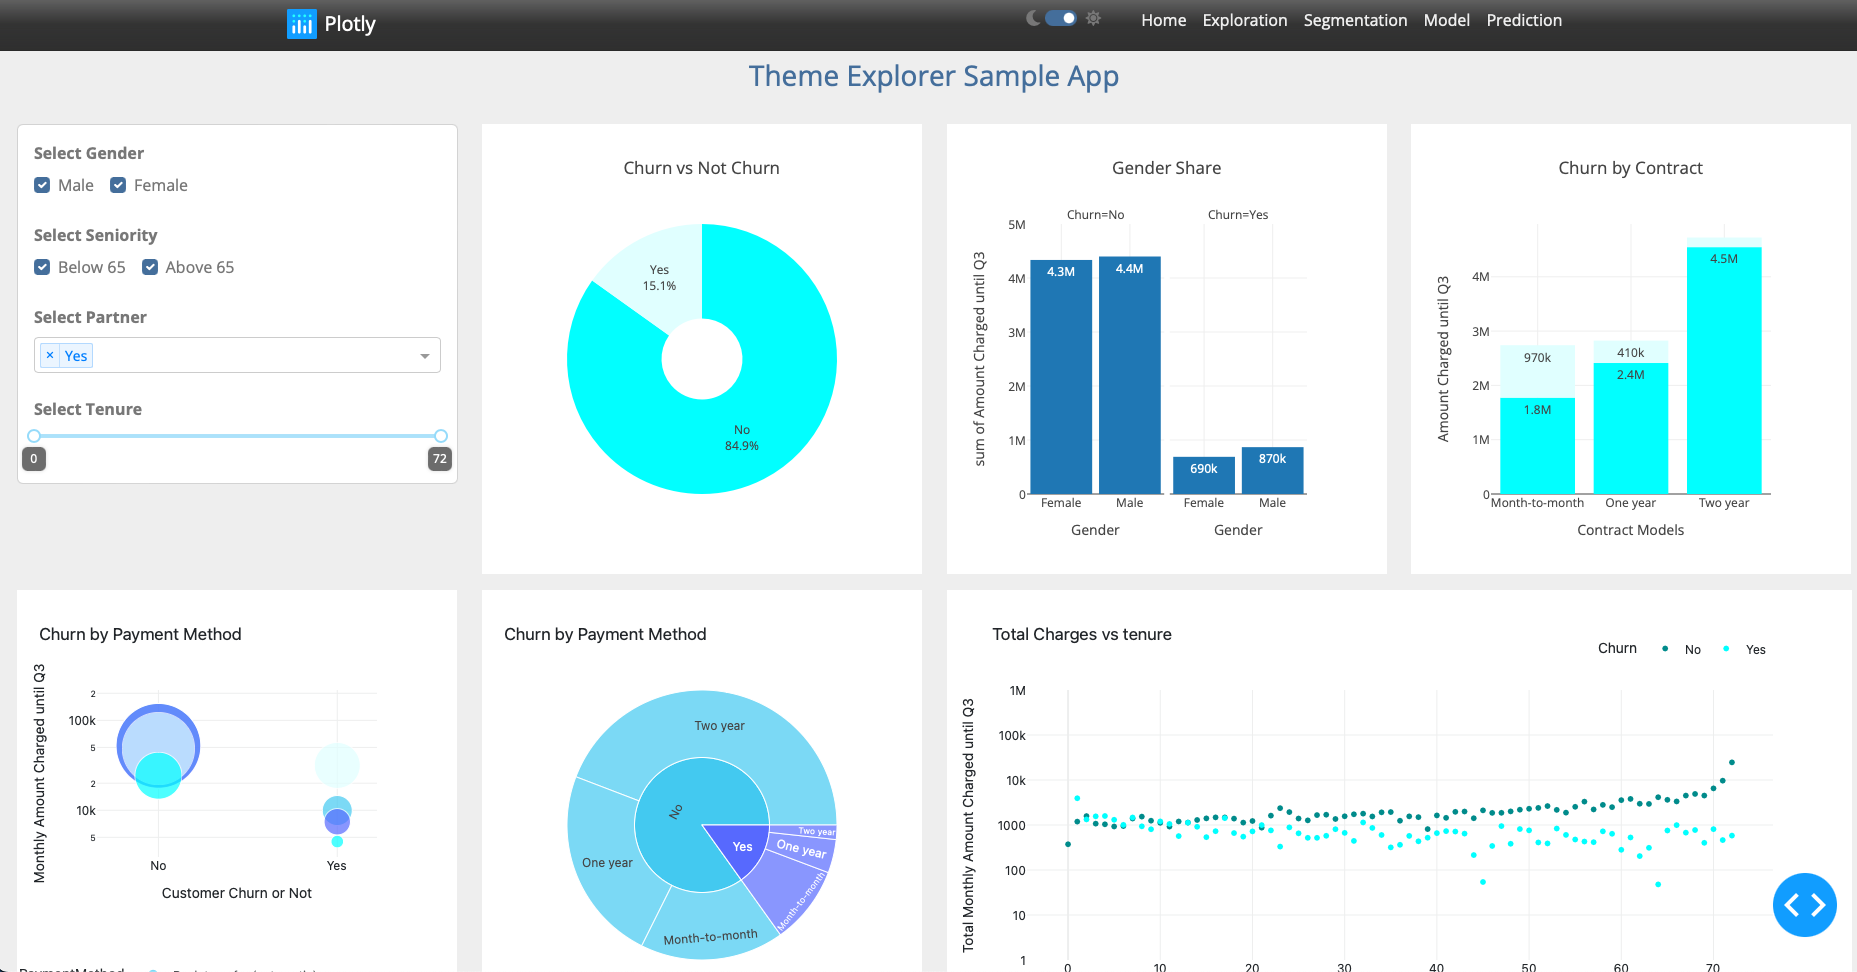 Plotly
Home Exploration Segmentation Model Prediction
Theme Explorer Sample App
Select Gender
Male Female
Select Seniority
Below 65 Above 65
Select Partner
× Yes
Select Tenure
0 72
Churn vs Not Churn
Yes
15.1%
No
84.9%
Gender Share
Churn=No Churn=Yes
sum of Amount Charged until Q3
5M
4M
3M
2M
1M
0
4.3M
4.4M
690k
870k
Female Male Female Male
Gender Gender
Churn by Contract
Amount Charged until Q3
4M
3M
2M
1M
0
970k
1.8M
410k
2.4M
4.5M
Month-to-month One year Two year
Contract Models
Churn by Payment Method
Monthly Amount Charged until Q3
2
100k
5
2
10k
5
No Yes
Customer Churn or Not
PaymentMethod
Churn by Payment Method
Two year
No
Yes
Two year
One year
Month-to-month
One year
Month-to-month
Total Charges vs tenure
Churn No Yes
Total Monthly Amount Charged until Q3
1M
100k
10k
1000
100
10
1
0 10 20 30 40 50 60 70